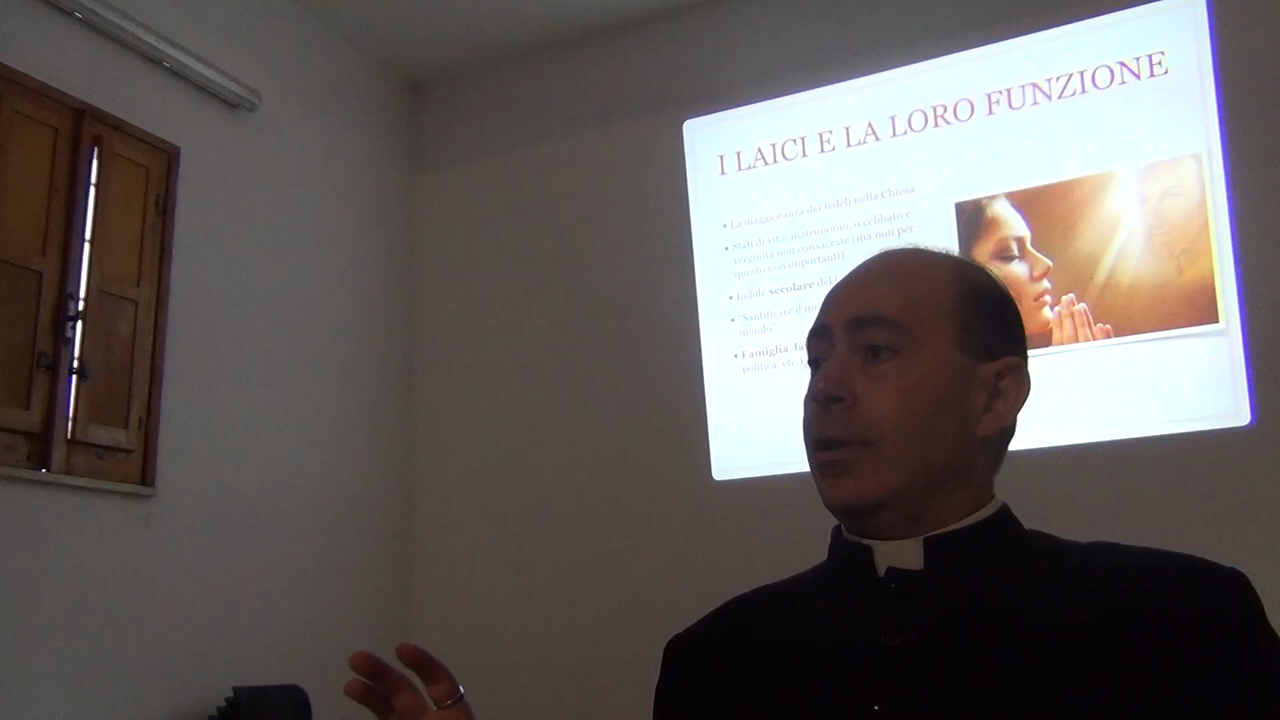 I LAICI E LA LORO FUNZIONE
• La maggioranza dei fedeli nella Chiesa
• Stati di vita: matrimonio, o celibato e
verginità non consacrate (ma non per
questo non importanti)
• Indole secolare del
• "Santificare il
mondo"
• Famiglia,
politica, etc.